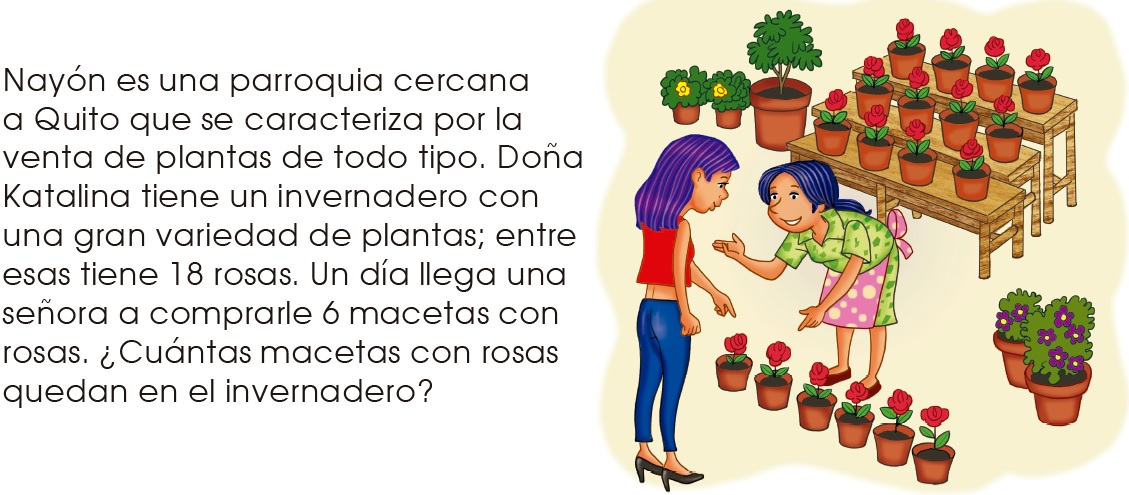 Nayón es una parroquia cercana
a Quito que se caracteriza por la
venta de plantas de todo tipo. Doña
Katalina tiene un invernadero con
una gran variedad de plantas; entre
esas tiene 18 rosas. Un día llega una
señora a comprarle 6 macetas con
rosas. ¿Cuántas macetas con rosas
quedan en el invernadero?